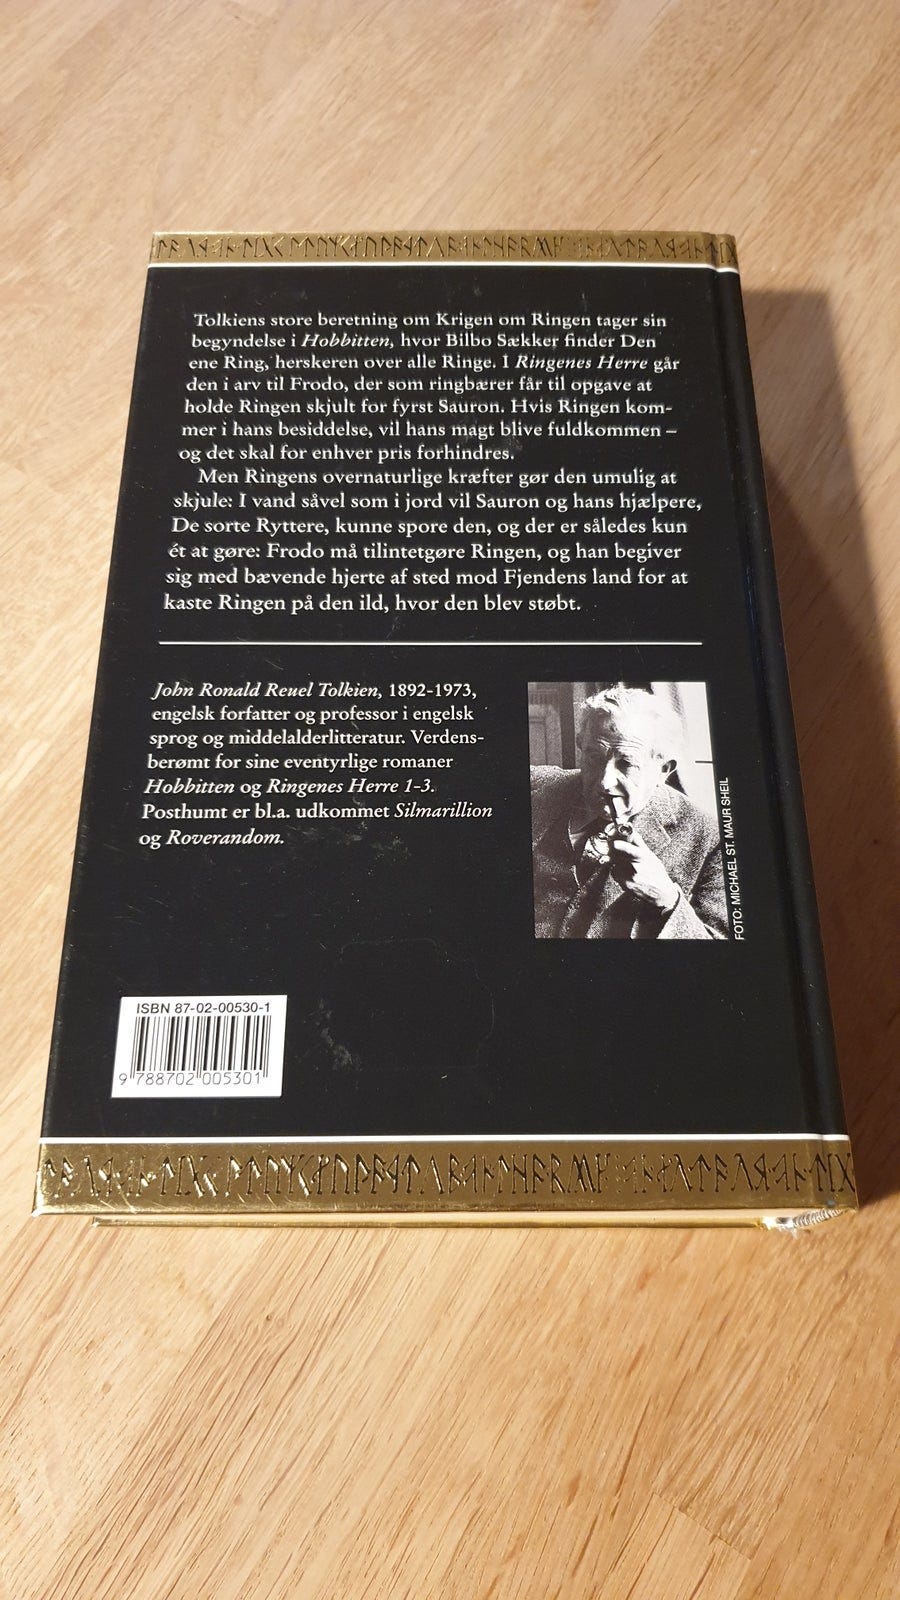 Tolkiens store beretning om Krigen om Ringen tager sin
begyndelse i Hobbitten, hvor Bilbo Sækker finder Den
ene Ring, herskeren over alle Ringe. I Ringenes Herre går
den i arv til Frodo, der som ringbærer får til opgave at
holde Ringen skjult for fyrst Sauron. Hvis Ringen kom-
mer i hans besiddelse, vil hans magt blive fuldkommen –
og det skal for enhver pris forhindres.
Men Ringens overnaturlige kræfter gør den umulig at
skjule: I vand såvel som i jord vil Sauron og hans hjælpere,
De sorte Ryttere, kunne spore den, og der er således kun
ét at gøre: Frodo må tilintetgøre Ringen, og han begiver
sig med bævende hjerte af sted mod Fjendens land for at
kaste Ringen på den ild, hvor den blev støbt.
John Ronald Reuel Tolkien, 1892-1973,
engelsk forfatter og professor i engelsk
sprog og middelalderlitteratur. Verdens-
berømt for sine eventyrlige romaner
Hobbitten og Ringenes Herre 1-3.
Posthumt er bl.a. udkommet Silmarillion
og Roverandom.
FOTO: MICHAEL ST. MAUR SHEIL
ISBN 87-02-00530-1
9 788702 005301